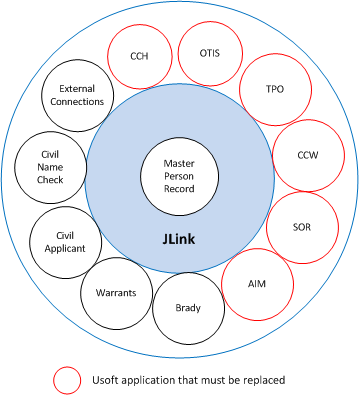 CCH
OTIS
TPO
CCW
SOR
AIM
Brady
Warrants
Civil
Applicant
Civil
Name
Check
External
Connections
Master
Person
Record
JLink
Usoft application that must be replaced